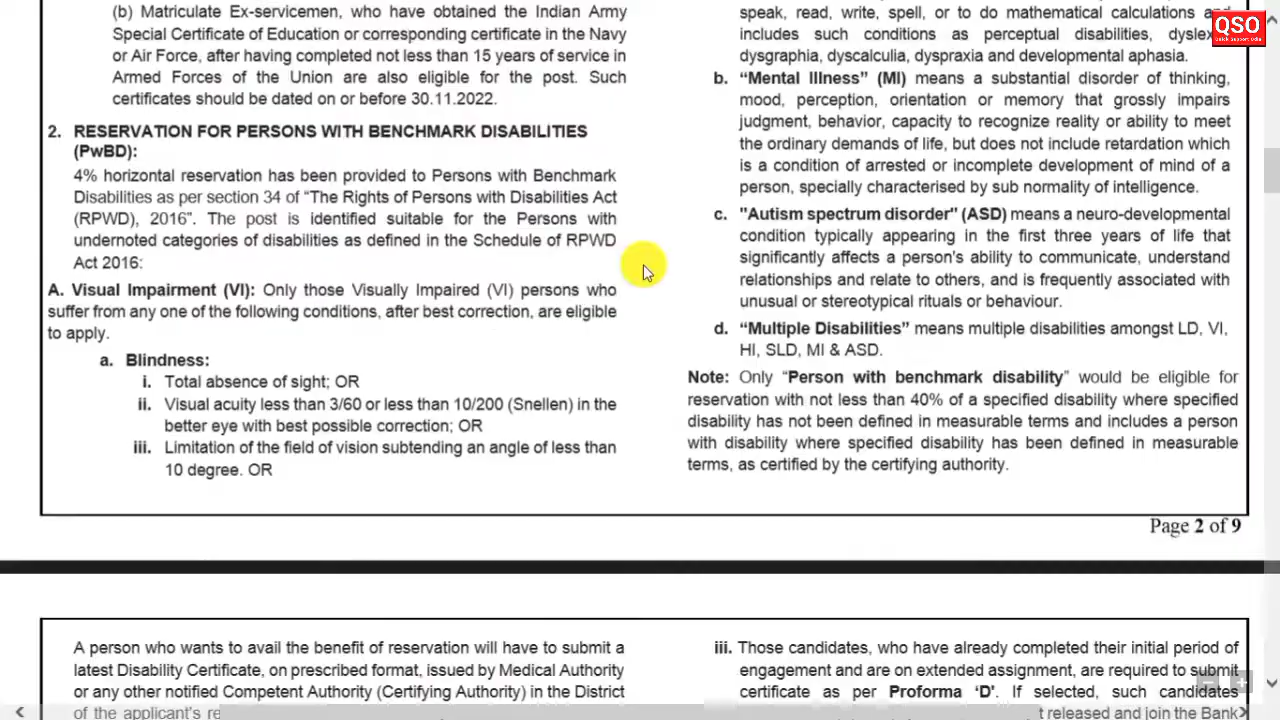 (b) Matriculate Ex-servicemen, who have obtained the Indian Army
Special Certificate of Education or corresponding certificate in the Navy
or Air Force, after having completed not less than 15 years of service in
Armed Forces of the Union are also eligible for the post. Such
certificates should be dated on or before 30.11.2022.
2. RESERVATION FOR PERSONS WITH BENCHMARK DISABILITIES
(PwBD):
4% horizontal reservation has been provided to Persons with Benchmark
Disabilities as per section 34 of “The Rights of Persons with Disabilities Act
(RPWD), 2016”. The post is identified suitable for the Persons with
undernoted categories of disabilities as defined in the Schedule of RPWD
Act 2016:
A. Visual Impairment (VI): Only those Visually Impaired (VI) persons who
suffer from any one of the following conditions, after best correction, are eligible
to apply.
a. Blindness:
i. Total absence of sight; OR
ii. Visual acuity less than 3/60 or less than 10/200 (Snellen) in the
better eye with best possible correction; OR
iii. Limitation of the field of vision subtending an angle of less than
10 degree. OR
speak, read, write, spell, or to do mathematical calculations and
includes such conditions as perceptual disabilities,
dysgraphia, dyscalculia, dyspraxia and developmental aphasia.
b. “Mental Illness” (MI) means a substantial disorder of thinking,
mood, perception, orientation or memory that grossly impairs
judgment, behavior, capacity to recognize reality or ability to meet
the ordinary demands of life, but does not include retardation which
is a condition of arrested or incomplete development of mind of a
person, specially characterised by sub normality of intelligence.
c. "Autism spectrum disorder" (ASD) means a neuro-developmental
condition typically appearing in the first three years of life that
significantly affects a person's ability to communicate, understand
relationships and relate to others, and is frequently associated with
unusual or stereotypical rituals or behaviour.
d. “Multiple Disabilities” means multiple disabilities amongst LD, VI,
HI, SLD, MI & ASD.
Note: Only “Person with benchmark disability” would be eligible for
reservation with not less than 40% of a specified disability where specified
disability has not been defined in measurable terms and includes a person
with disability where specified disability has been defined in measurable
terms, as certified by the certifying authority.
QSO
Page 2 of 9
A person who wants to avail the benefit of reservation will have to submit a
latest Disability Certificate, on prescribed format, issued by Medical Authority
or any other notified Competent Authority (Certifying Authority) in the District
of the applicant's
iii. Those candidates, who have already completed their initial period of
engagement and are on extended assignment, are required to submit
certificate as per Proforma ‘D’. If selected, such candidates
released and join the Bank